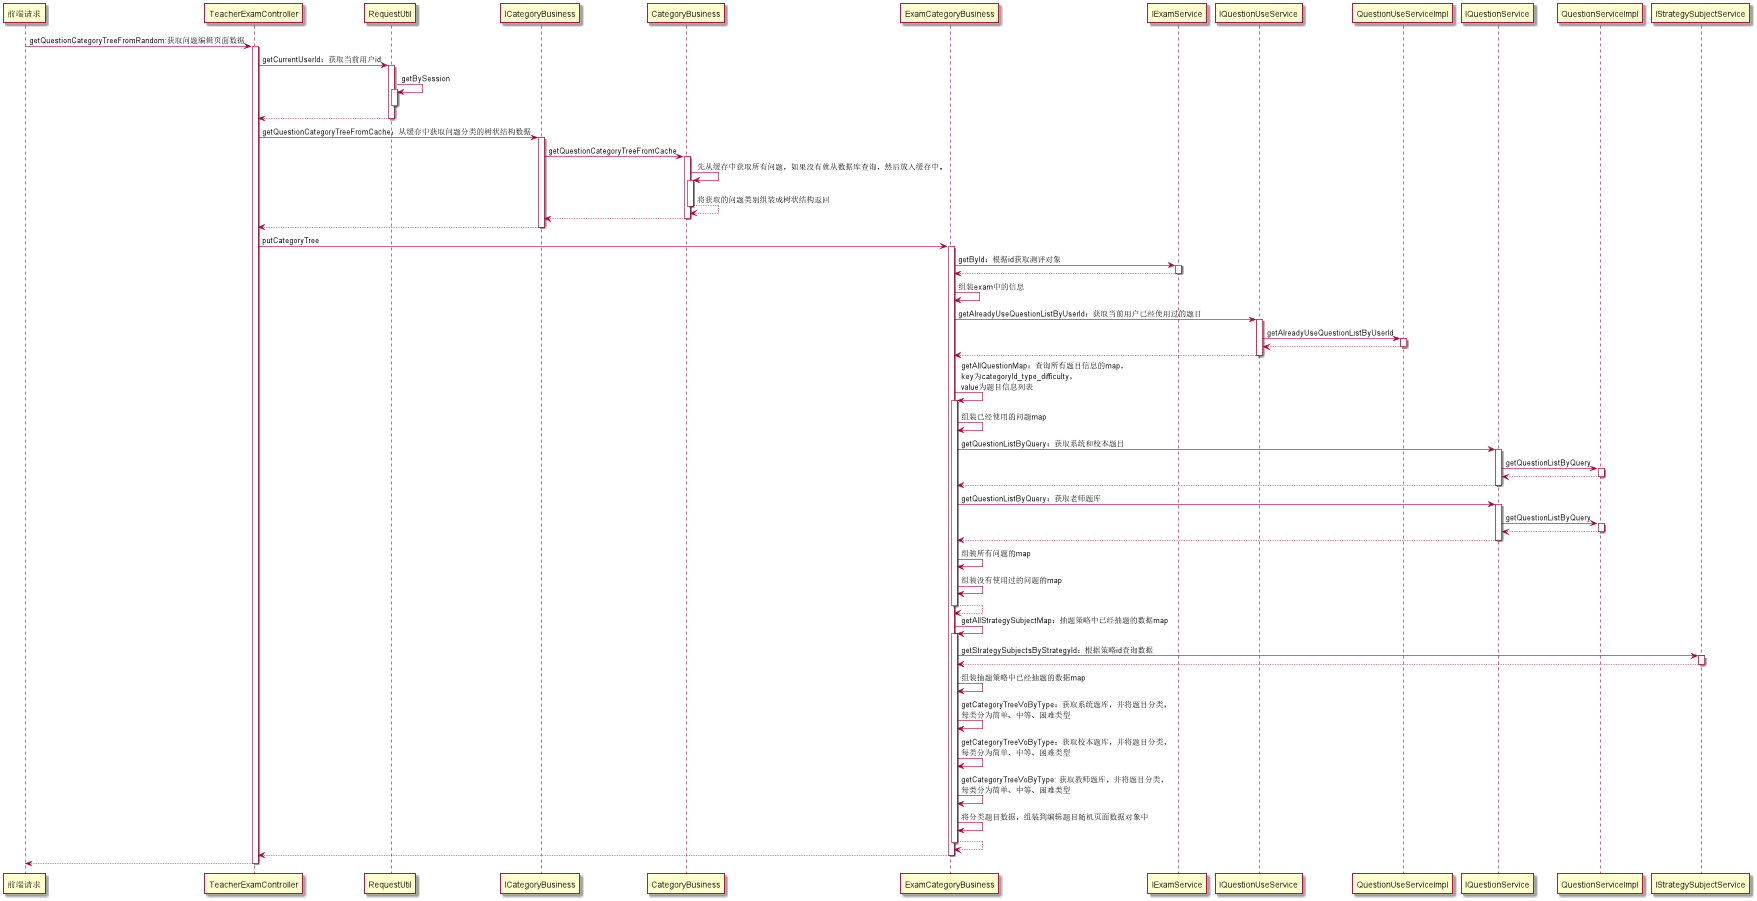 前端请求 TeacherExamController RequestUtil ICategoryBusiness CategoryBusiness ExamCategoryBusiness IExamService IQuestionUseService QuestionUseServiceImpl IQuestionService QuestionServiceImpl IStrategySubjectService
getQuestionCategoryTreeFromRandom:获取问题编辑页面数据
getCurrentUserId：获取当前用户id
getBySession
getQuestionCategoryTreeFromCache：从缓存中获取问题分类的树状结构数据
getQuestionCategoryTreeFromCache
先从缓存中获取所有问题，如果没有就从数据库查询，然后放入缓存中，
将获取的问题类别组装成树状结构返回
putCategoryTree
getById：根据id获取测评对象
组装exam中的信息
getAlreadyUseQuestionListByUserId：获取当前用户已经使用过的题目
getAlreadyUseQuestionListByUserId
getAllQuestionMap：查询所有题目信息的map，
key为categoryId_type_difficulty，
value为题目信息列表
组装已经使用的问题map
getQuestionListByQuery：获取系统和校本题目
getQuestionListByQuery
getQuestionListByQuery：获取老师题库
getQuestionListByQuery
组装所有问题的map
组装没有使用过的问题的map
getAllStrategySubjectMap：抽题策略中已经抽题的数据map
getStrategySubjectsByStrategyId：根据策略id查询数据
组装抽题策略中已经抽题的数据map
getCategoryTreeVoByType：获取系统题库，并将题目分类，
每类分为简单、中等、困难类型
getCategoryTreeVoByType：获取校本题库，并将题目分类，
每类分为简单、中等、困难类型
getCategoryTreeVoByType: 获取教师题库，并将题目分类，
每类分为简单、中等、困难类型
将分类题目数据，组装到编辑题目随机页面数据对象中
前端请求 TeacherExamController RequestUtil ICategoryBusiness CategoryBusiness ExamCategoryBusiness IExamService IQuestionUseService QuestionUseServiceImpl IQuestionService QuestionServiceImpl IStrategySubjectService